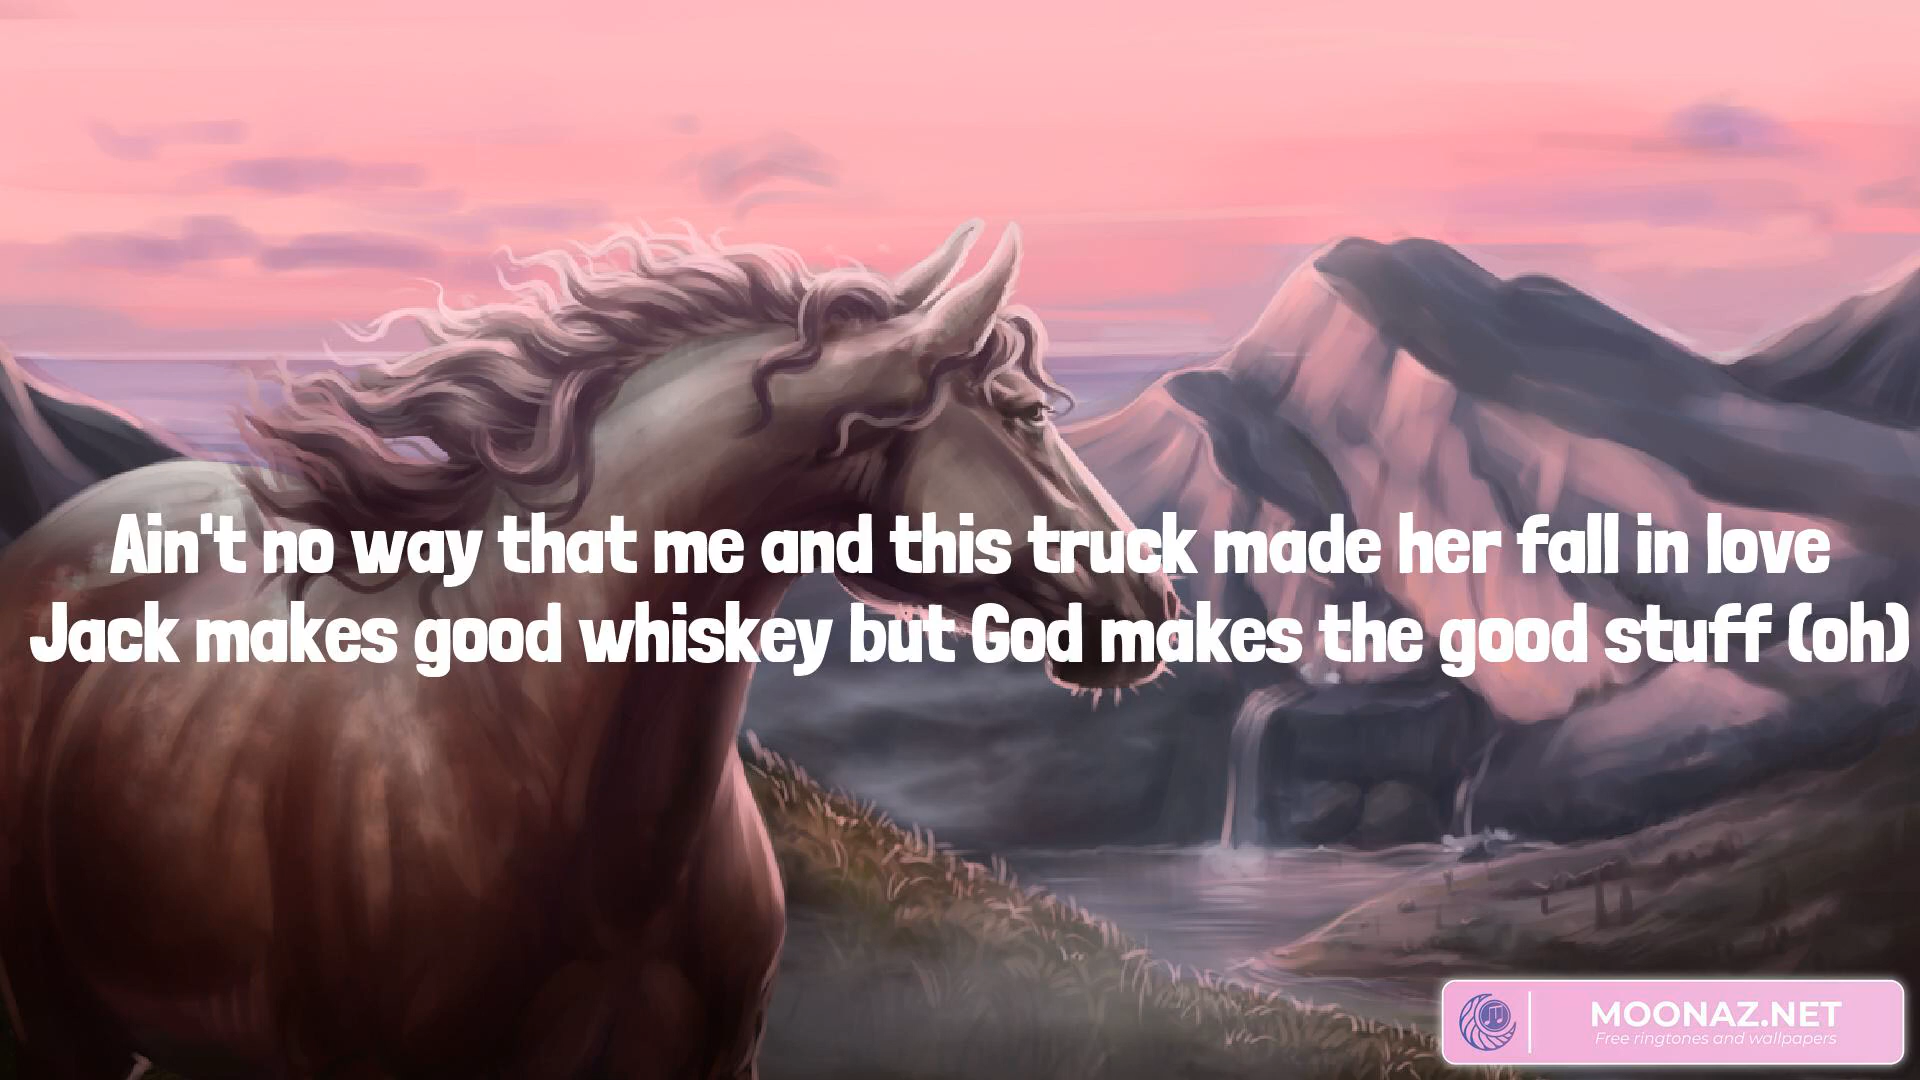 Ain't no way that me and this truck made her fall in love
Jack makes good whiskey but God makes the good stuff (oh)
MOONAZ.NET
Free ringtones and wallpapers